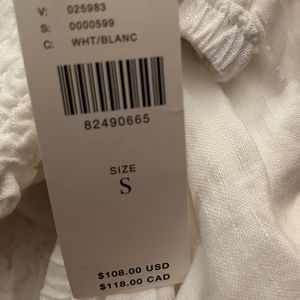 V: 025983
S: 0000599
C: WHT/BLANC
82490665
SIZE
S
$108.00 USD
$118.00 CAD